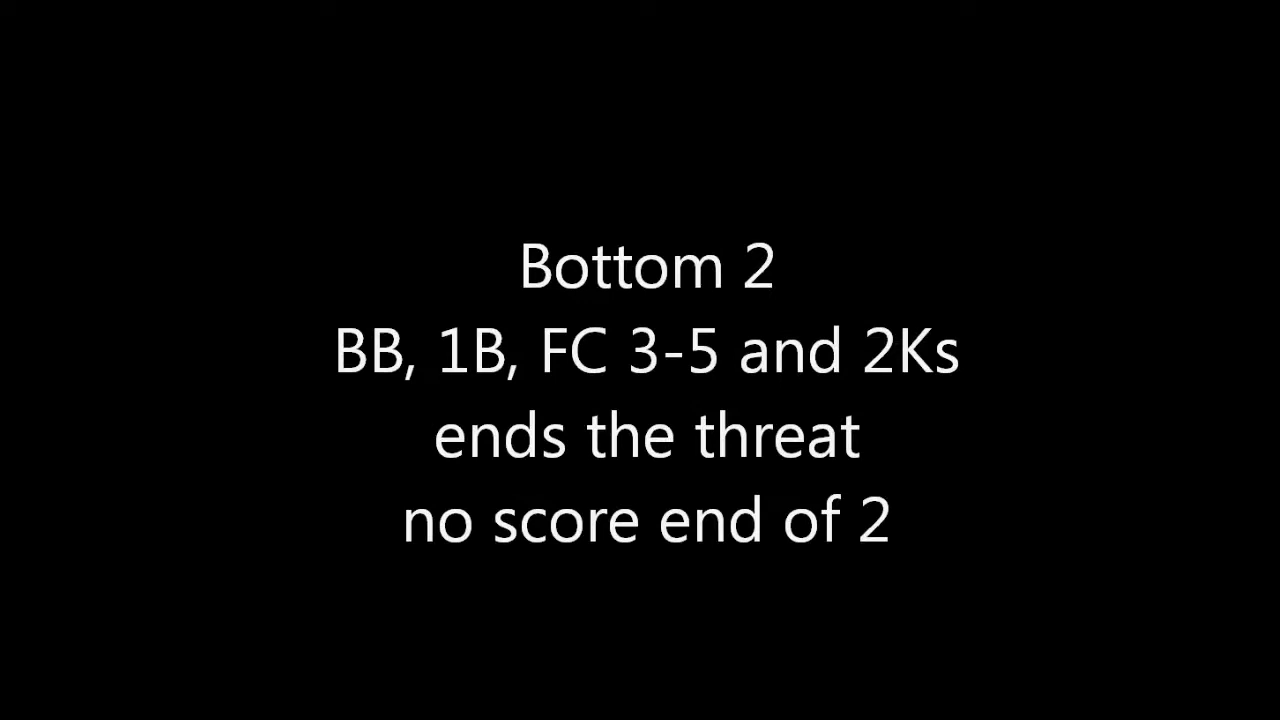 Bottom 2
BB, 1B, FC 3-5 and 2Ks
ends the threat
no score end of 2